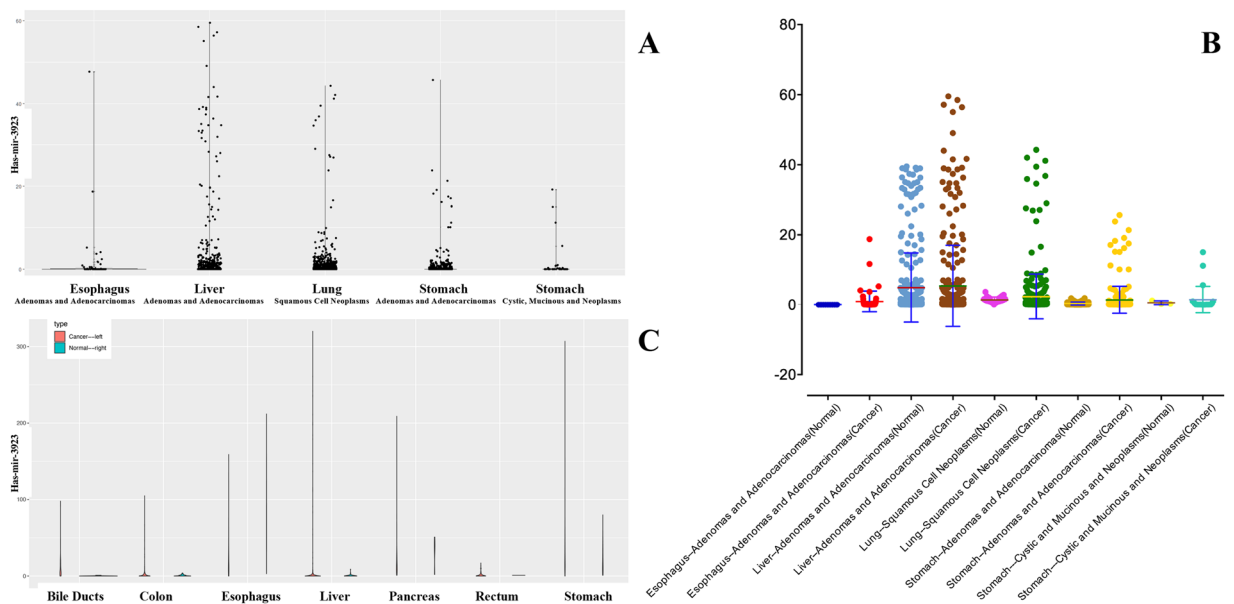 A
Has-mir-3923
60
40
20
0
Esophagus
Adenomas and Adenocarcinomas
Liver
Adenomas and Adenocarcinomas
Lung
Squamous Cell Neoplasms
Stomach
Adenomas and Adenocarcinomas
Stomach
Cystic, Mucinous and Neoplasms
B
80
60
40
20
0
-20
Esophagus–Adenomas and Adenocarcinomas(Normal)
Esophagus–Adenomas and Adenocarcinomas(Cancer)
Liver–Adenomas and Adenocarcinomas(Normal)
Liver–Adenomas and Adenocarcinomas(Cancer)
Lung–Squamous Cell Neoplasms(Normal)
Lung–Squamous Cell Neoplasms(Cancer)
Stomach–Adenomas and Adenocarcinomas(Normal)
Stomach–Adenomas and Adenocarcinomas(Cancer)
Stomach–Cystic and Mucinous and Neoplasms(Normal)
Stomach–Cystic and Mucinous and Neoplasms(Cancer)
C
type
Cancer---left
Normal---right
Has-mir-3923
300
200
100
0
Bile Ducts
Colon
Esophagus
Liver
Pancreas
Rectum
Stomach